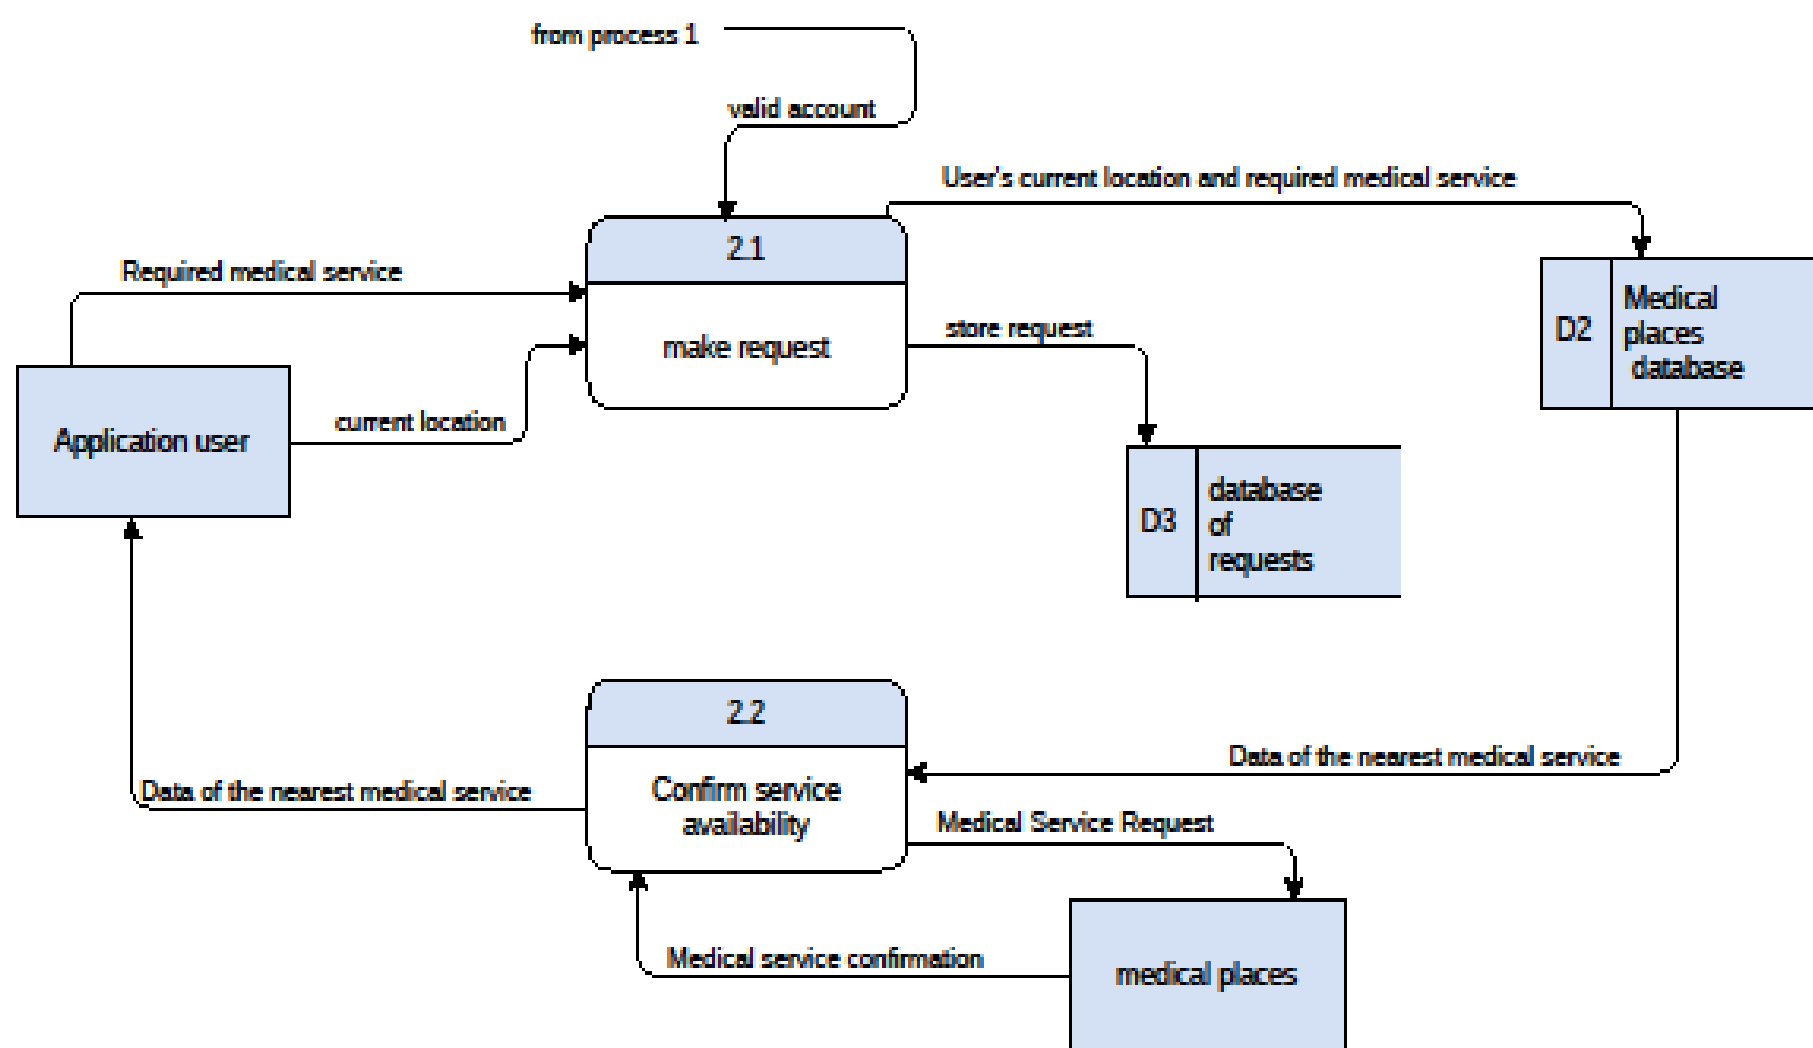 from process 1
valid account
User's current location and required medical service
2.1
Required medical service
make request
store request
D2
Medical
places
database
current location
Application user
D3
database
of
requests
2.2
Data of the nearest medical service
Data of the nearest medical service
Confirm service
availability
Medical Service Request
Medical service confirmation
medical places